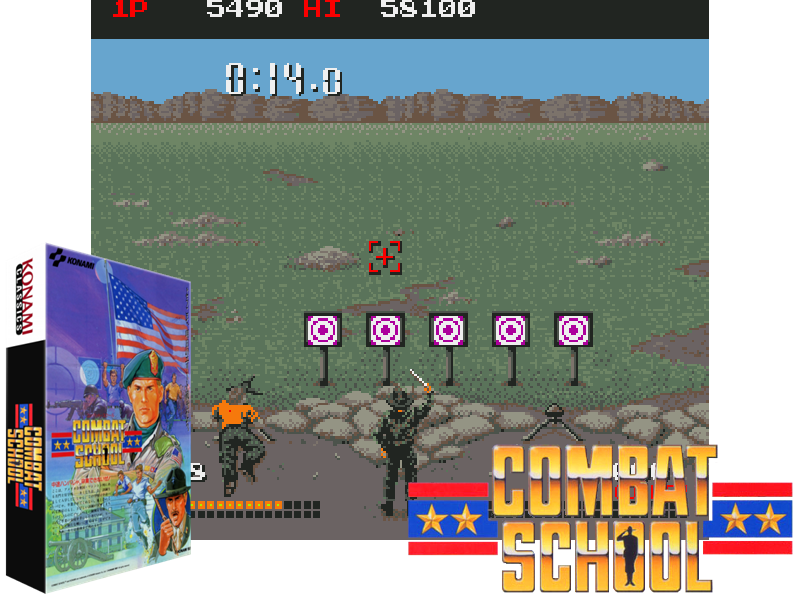 1P 5490 HI 58100
0:14.0
KONAMI
KONAMI
CLASSICS
COMBAT
SCHOOL
COMBAT
SCHOOL
COMBAT
SCHOOL